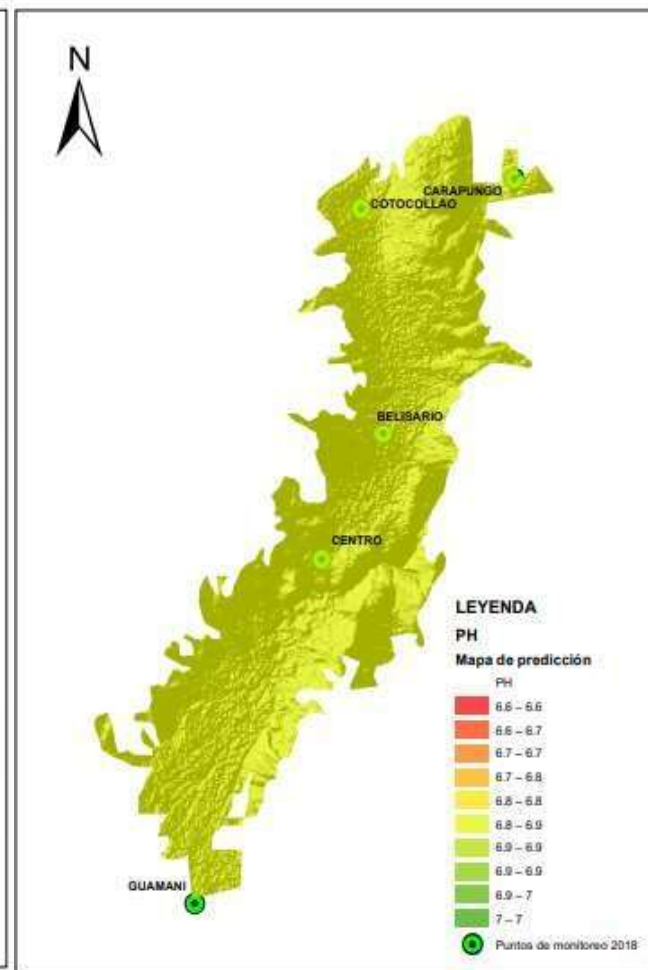 N
CARAPUNGO
COTOCOLLAO
BELISARIO
CENTRO
GUAMANI
LEYENDA
PH
Mapa de predicción
PH
6.6 – 6.6
6.6 – 6.7
6.7 – 6.7
6.7 – 6.8
6.8 – 6.8
6.8 – 6.9
6.9 – 6.9
6.9 – 6.9
6.9 – 7
7 – 7
Puntos de monitoreo 2018